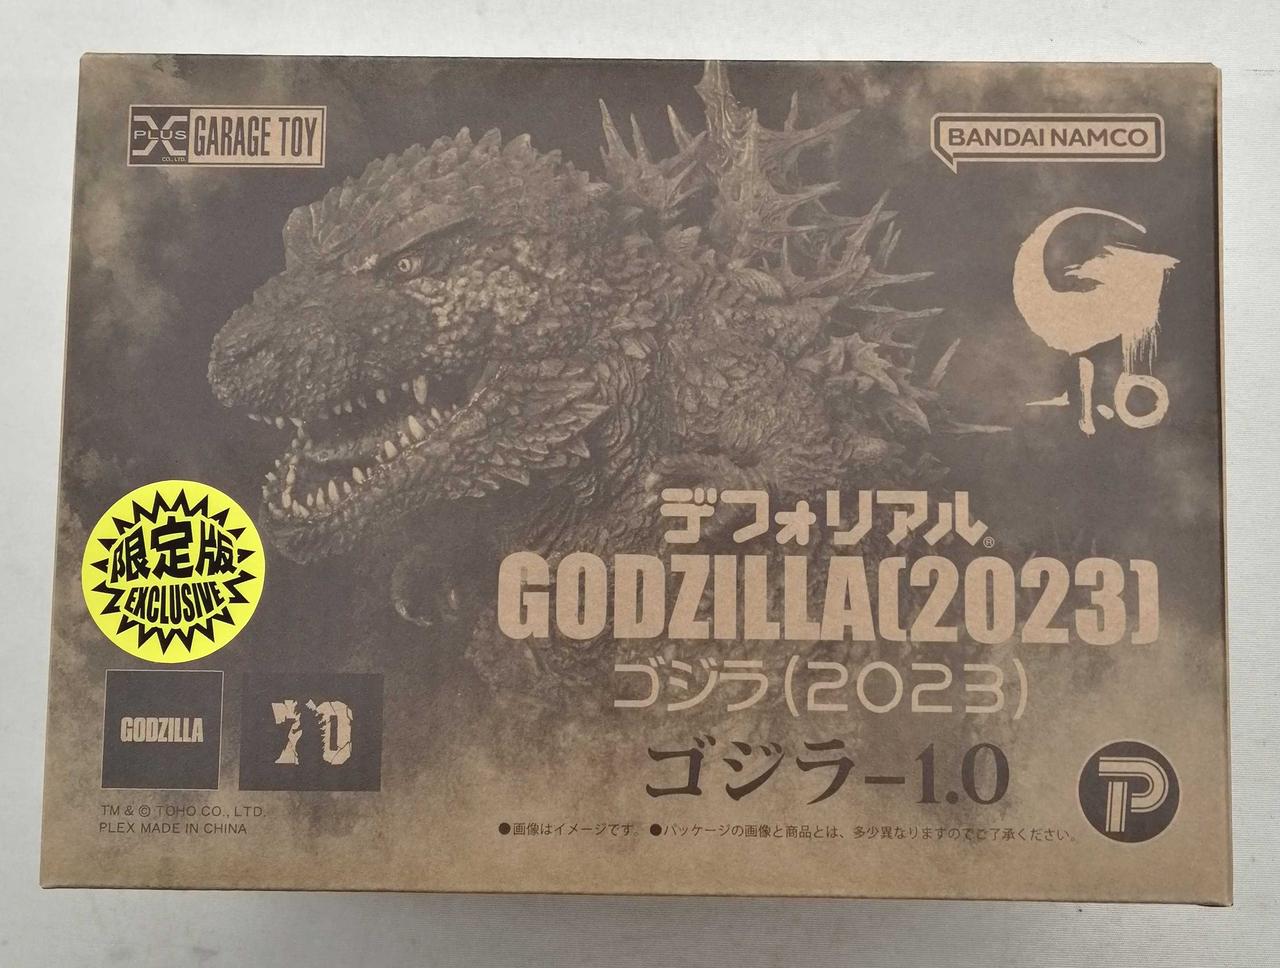 X PLUS CO., LTD. GARAGE TOY
BANDAI NAMCO
G
-1.0
デフォリアル®
GODZILLA(2023)
ゴジラ(2023)
ゴジラ-1.0
限定版
EXCLUSIVE
GODZILLA
70
TM & © TOHO CO., LTD.
PLEX MADE IN CHINA
●画像はイメージです。 ●パッケージの画像と商品とは、多少異なりますのでご了承ください。
P